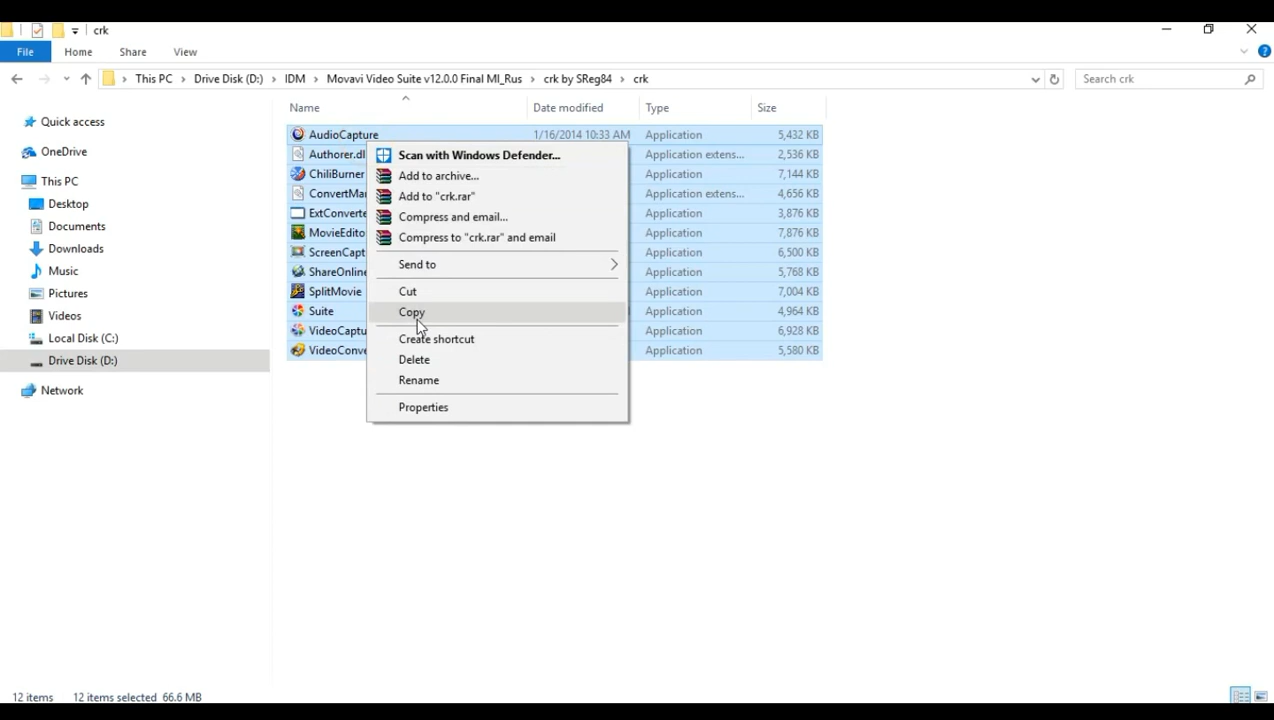 crk
File Home Share View
This PC Drive Disk (D:) IDM Movavi Video Suite v12.0.0 Final MI_Rus crk by SReg84 crk Search crk
Name Date modified Type Size
Quick access
OneDrive
This PC
Desktop
Documents
Downloads
Music
Pictures
Videos
Local Disk (C:)
Drive Disk (D:)
Network
AudioCapture 1/16/2014 10:33 AM Application 5,432 KB
Authorer.dl Application extens... 2,536 KB
ChiliBurner Application 7,144 KB
ConvertMa Application extens... 4,656 KB
ExtConverte Application 3,876 KB
MovieEdito Application 7,876 KB
ScreenCapt Application 6,500 KB
ShareOnline Application 5,768 KB
SplitMovie Application 7,004 KB
Suite Application 4,964 KB
VideoCaptu Application 6,928 KB
VideoConve Application 5,580 KB
Scan with Windows Defender...
Add to archive...
Add to "crk.rar"
Compress and email...
Compress to "crk.rar" and email
Send to
Cut
Copy
Create shortcut
Delete
Rename
Properties
12 items 12 items selected 66.6 MB